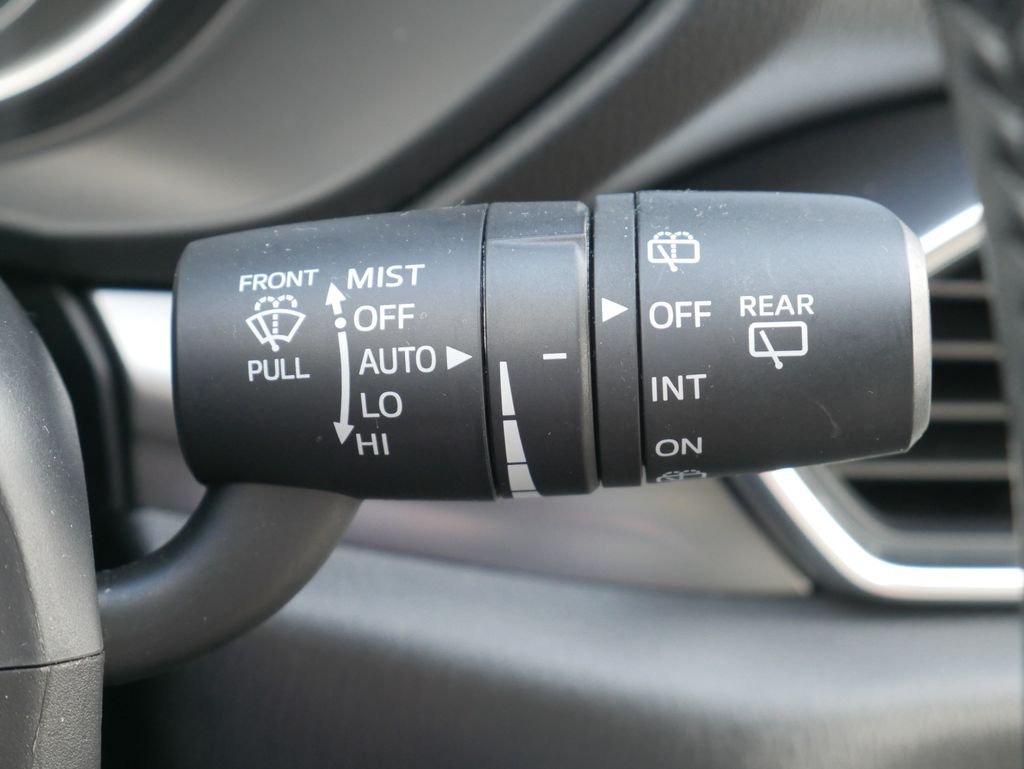 FRONT
PULL
MIST
OFF
AUTO
LO
HI
OFF
INT
ON
REAR